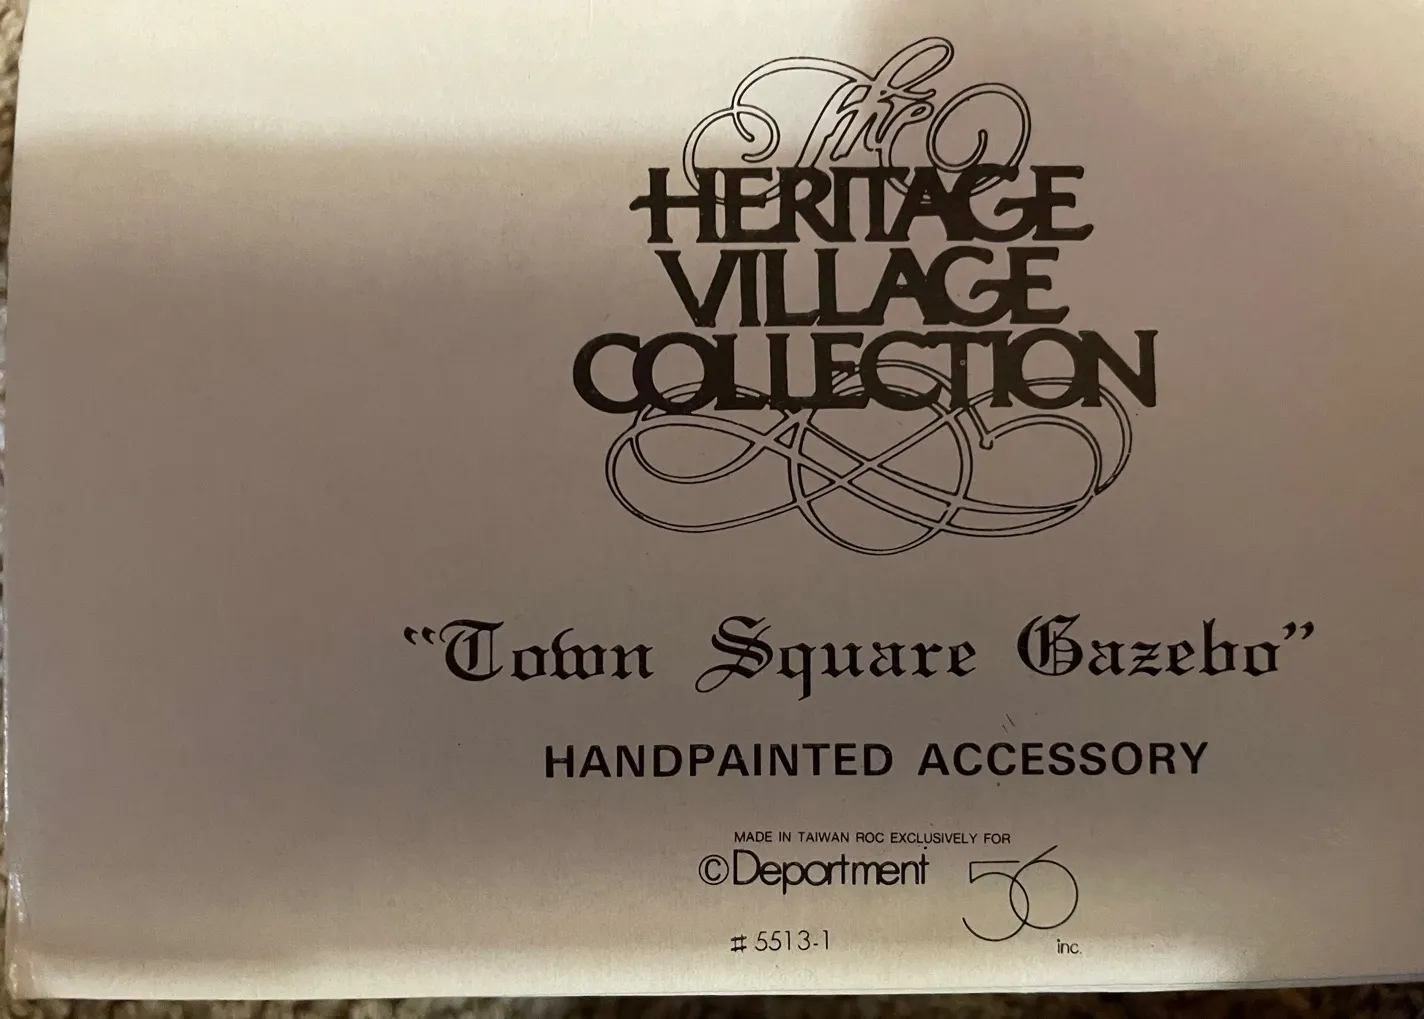 The
HERITAGE
VILLAGE
COLLECTION
“Town Square Gazebo”
HANDPAINTED ACCESSORY
MADE IN TAIWAN ROC EXCLUSIVELY FOR
©Department 56
inc.
# 5513-1